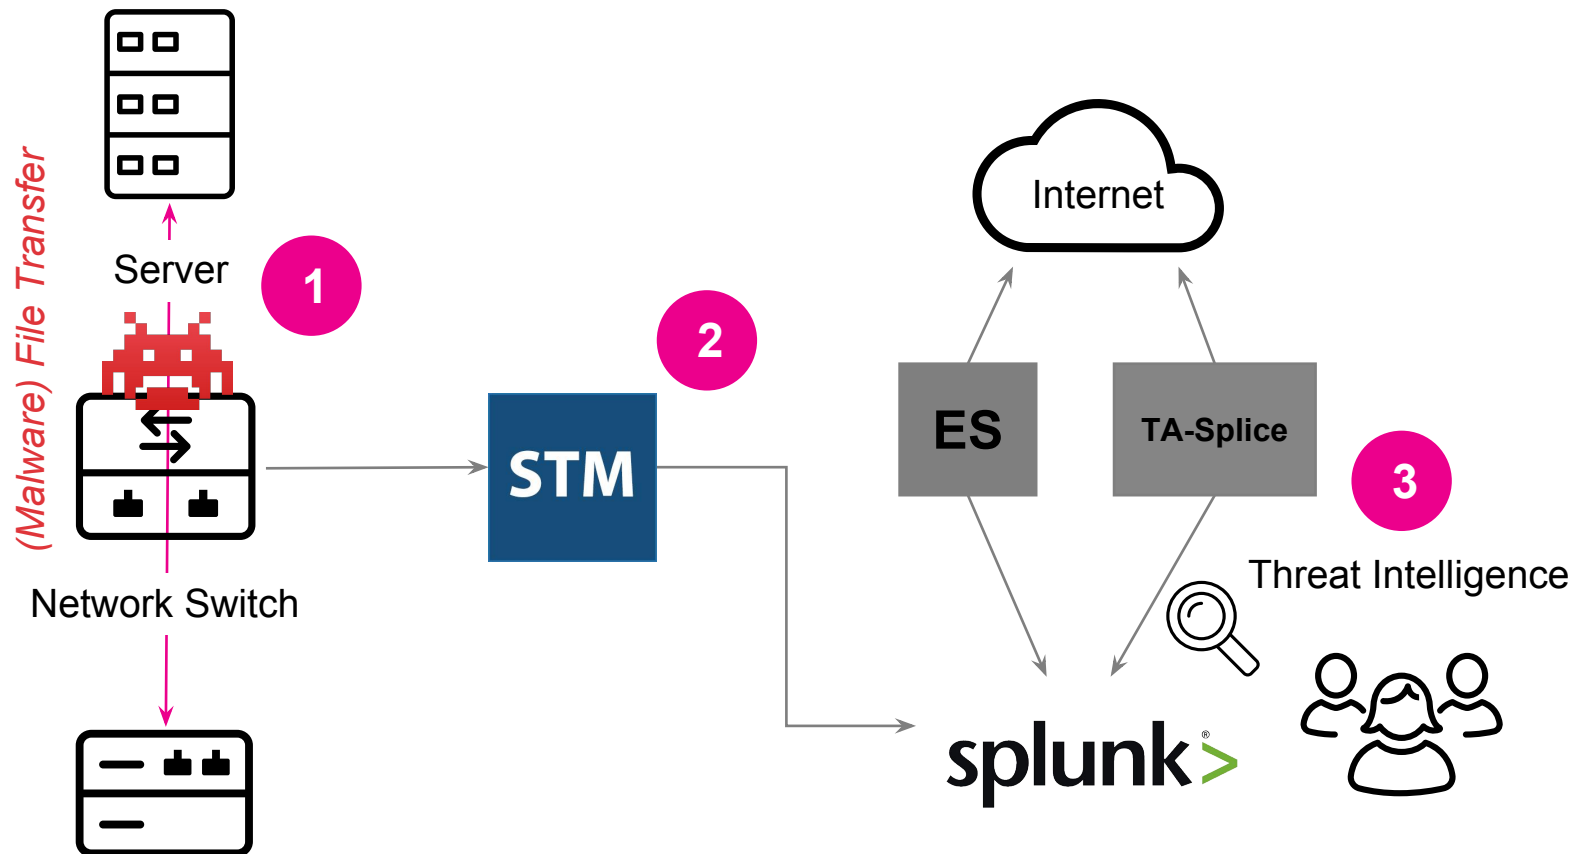 (Malware) File Transfer
Server
1
Network Switch
2
STM
Internet
ES
TA-Splice
3
Threat Intelligence
splunk>®